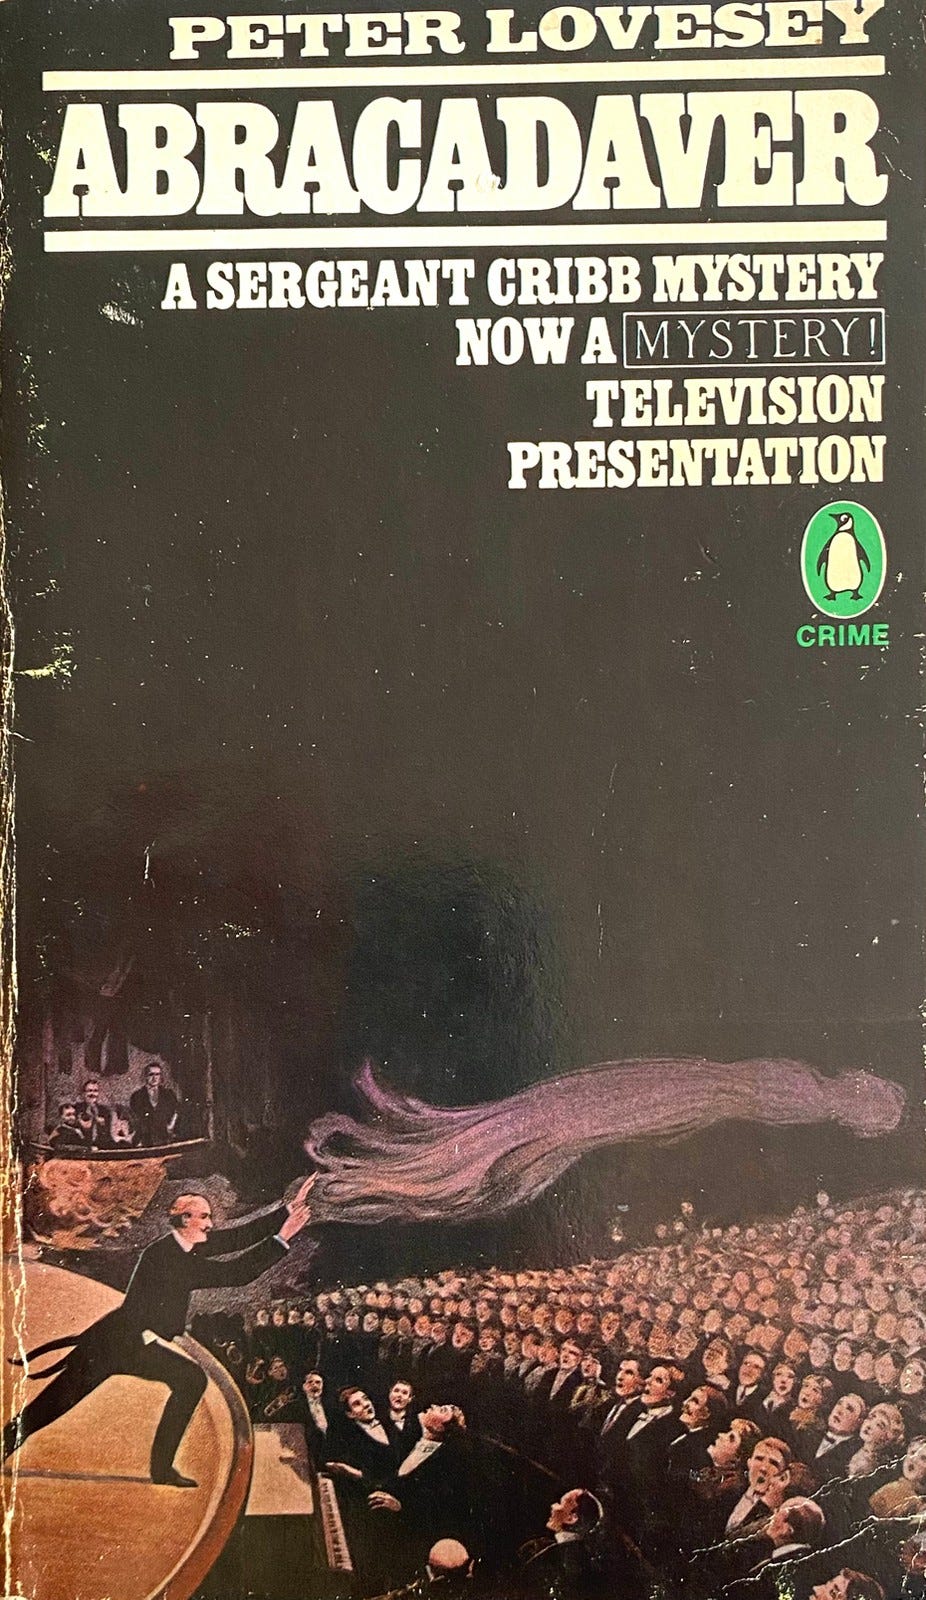 PETER LOVESEY
ABRACADAVER
A SERGEANT CRIBB MYSTERY
NOW A MYSTERY!
TELEVISION
PRESENTATION
CRIME